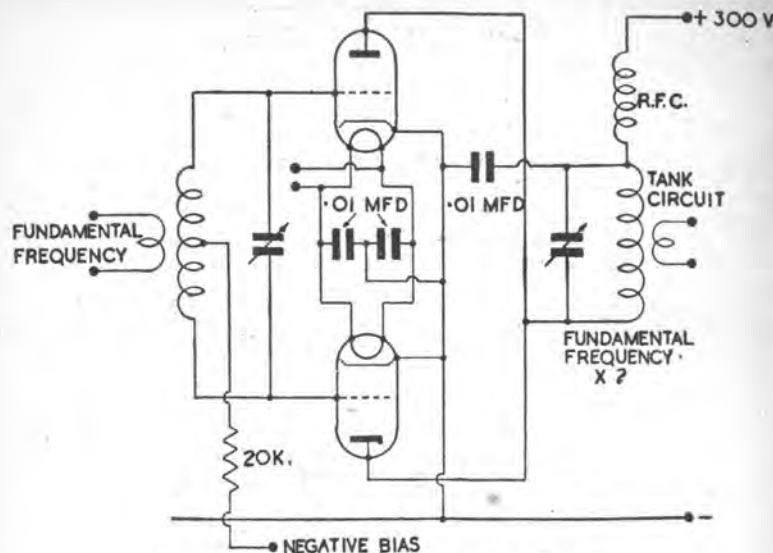 + 300 V
R.F.C.
TANK
CIRCUIT
.01 MFD
.01 MFD
FUNDAMENTAL
FREQUENCY
FUNDAMENTAL
FREQUENCY.
X 2
20K.
-
NEGATIVE BIAS